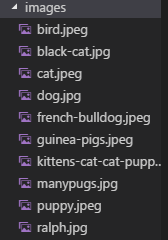 images
bird.jpeg
black-cat.jpg
cat.jpeg
dog.jpg
french-bulldog.jpeg
guinea-pigs.jpeg
kittens-cat-cat-pupp...
manypugs.jpg
puppy.jpeg
ralph.jpg